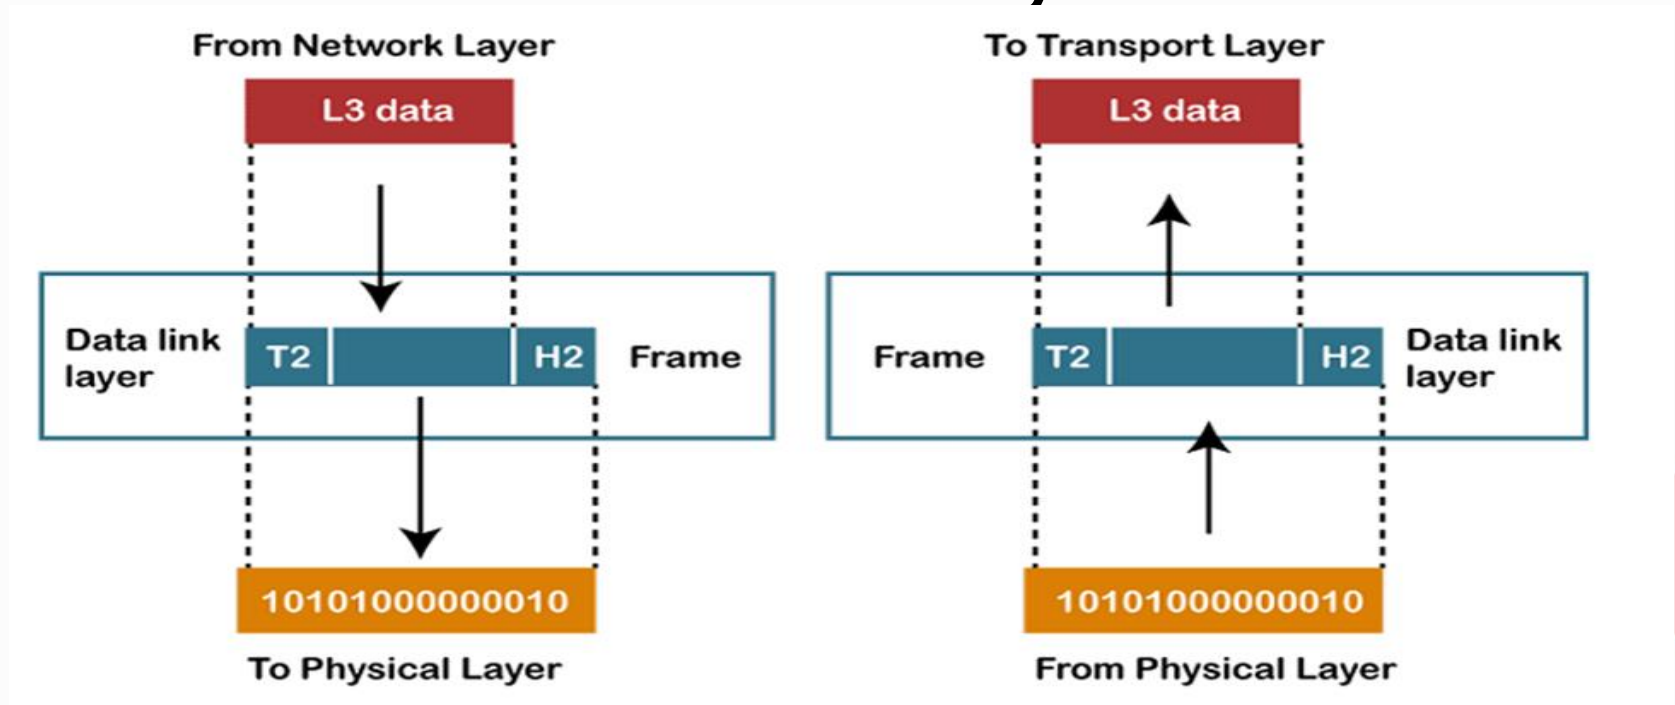 From Network Layer
L3 data
Data link
layer
T2
H2
Frame
10101000000010
To Physical Layer
To Transport Layer
L3 data
Frame
T2
H2
Data link
layer
10101000000010
From Physical Layer